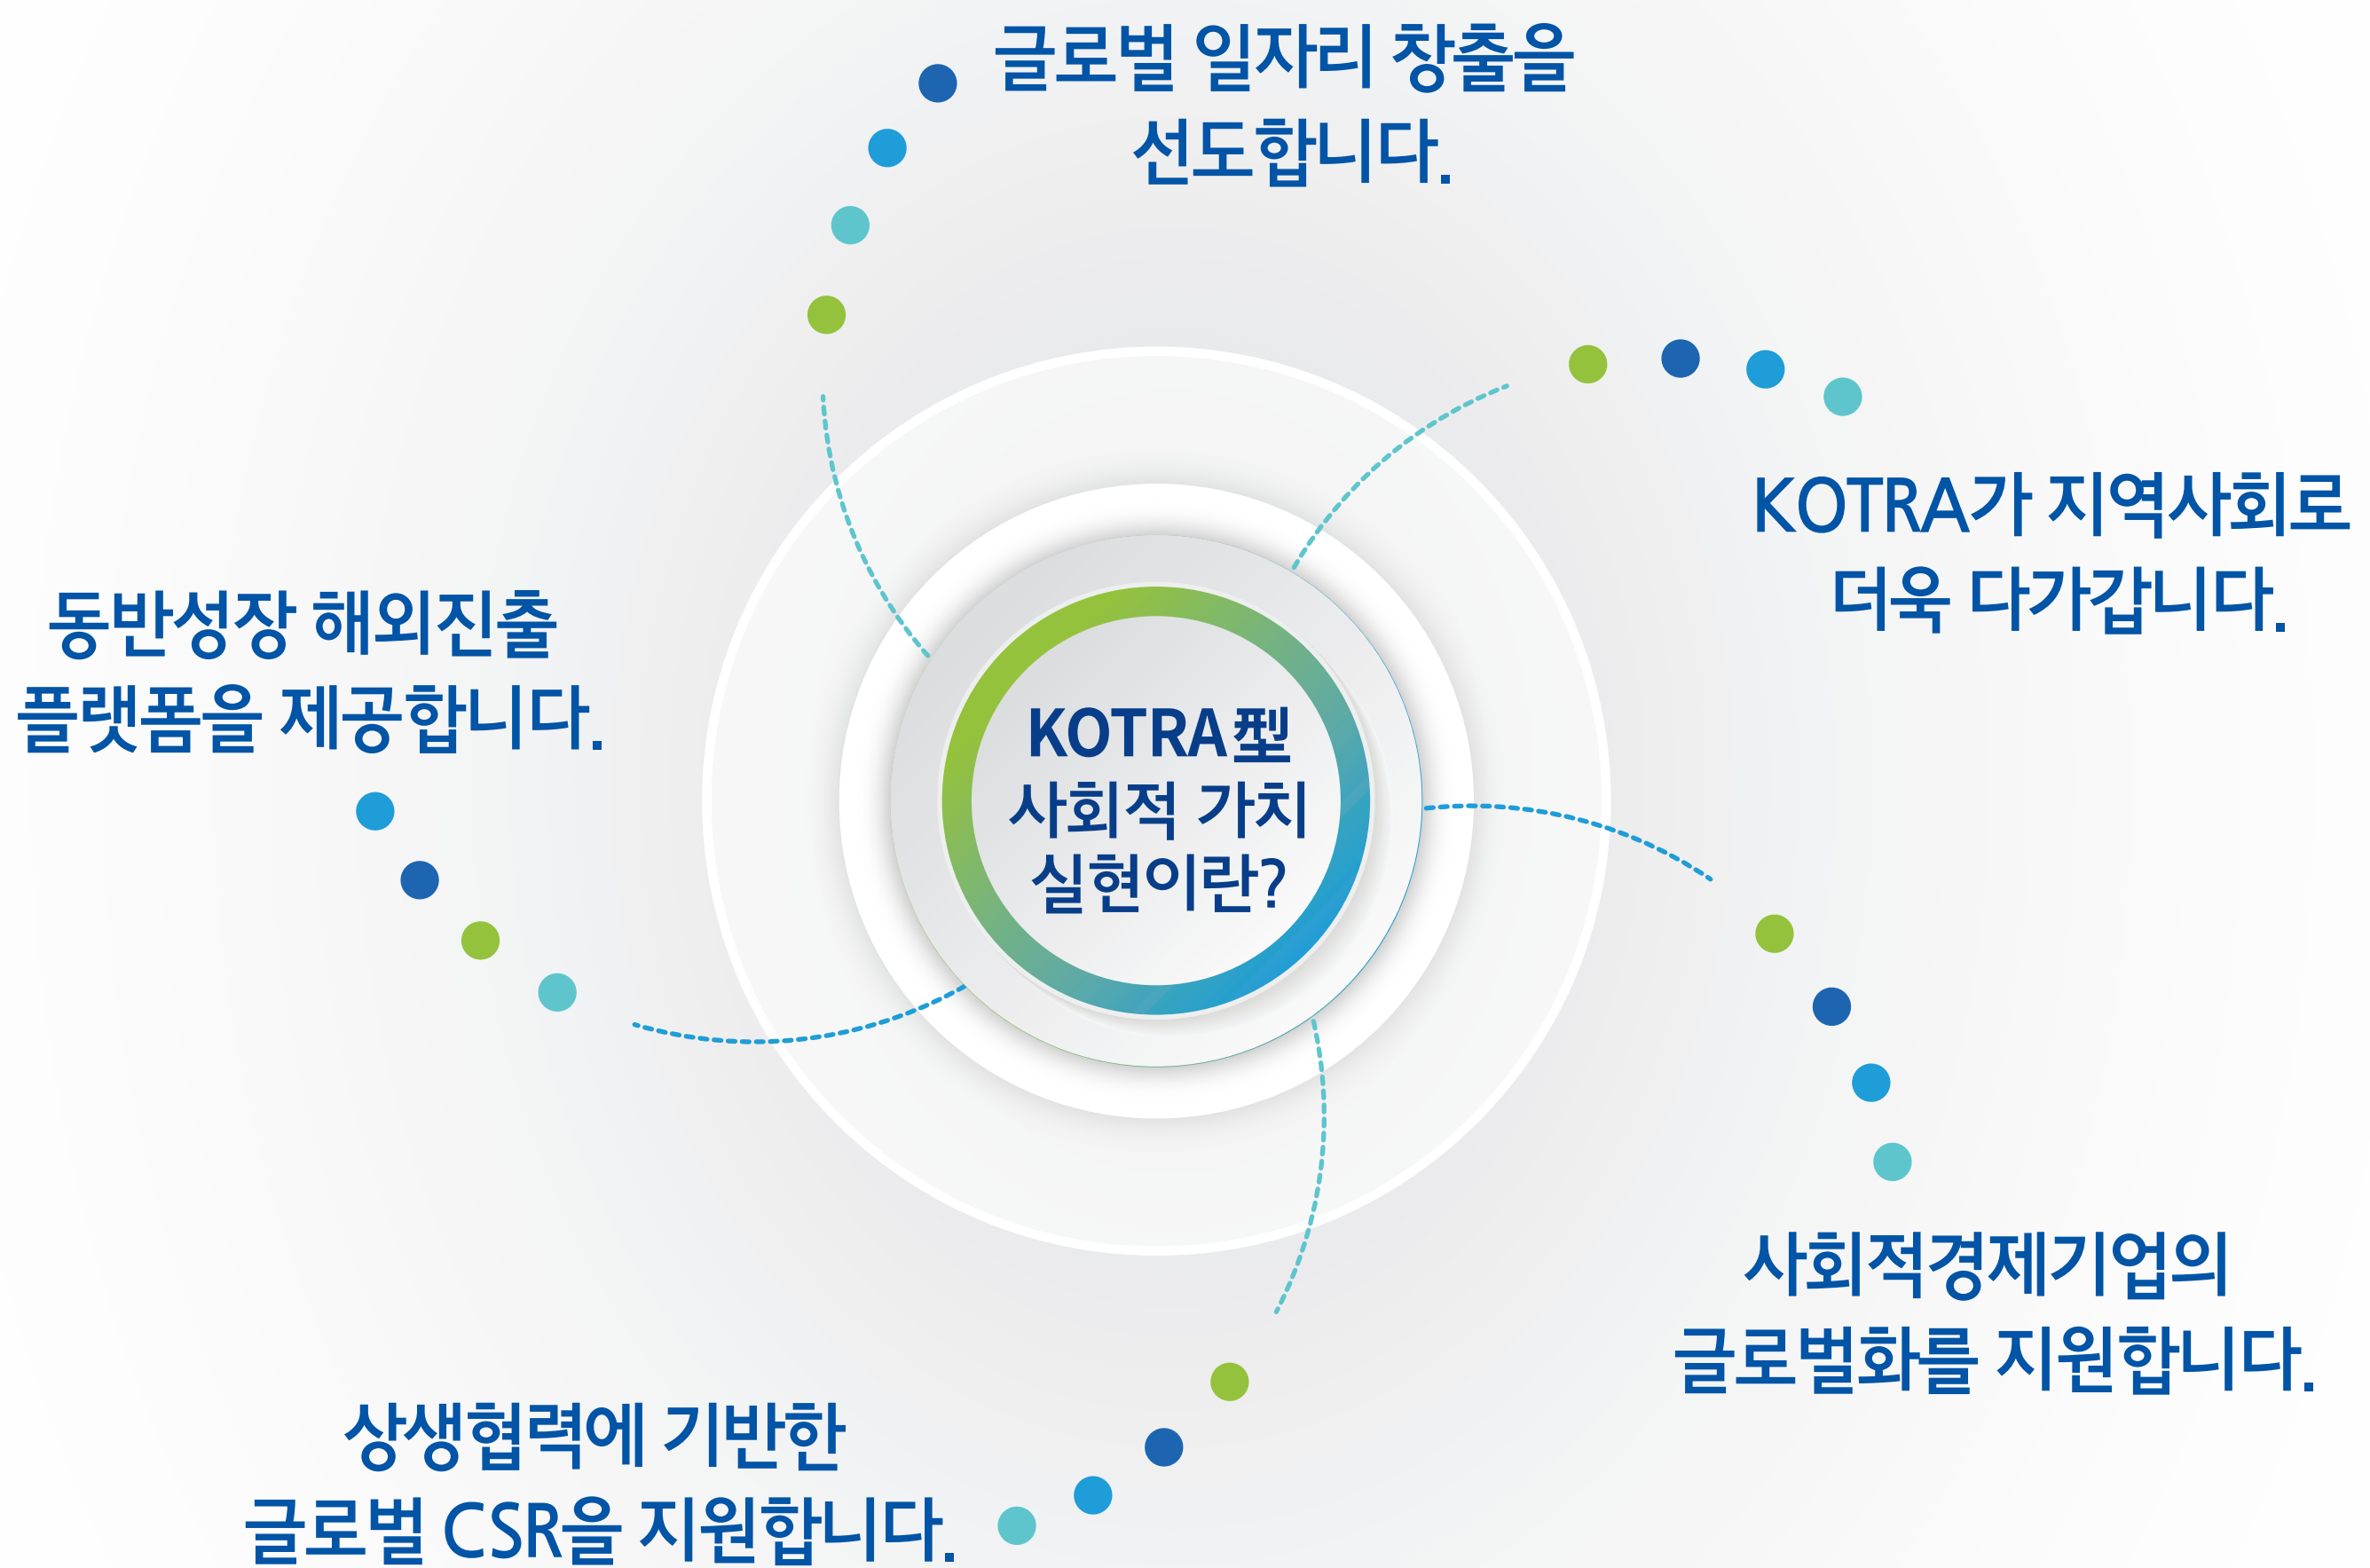 글로벌 일자리 창출을
선도합니다.
KOTRA가 지역사회로
더욱 다가갑니다.
동반성장 해외진출
플랫폼을 제공합니다.
KOTRA型
사회적 가치
실현이란?
사회적경제기업의
글로벌화를 지원합니다.
상생협력에 기반한
글로벌 CSR을 지원합니다.